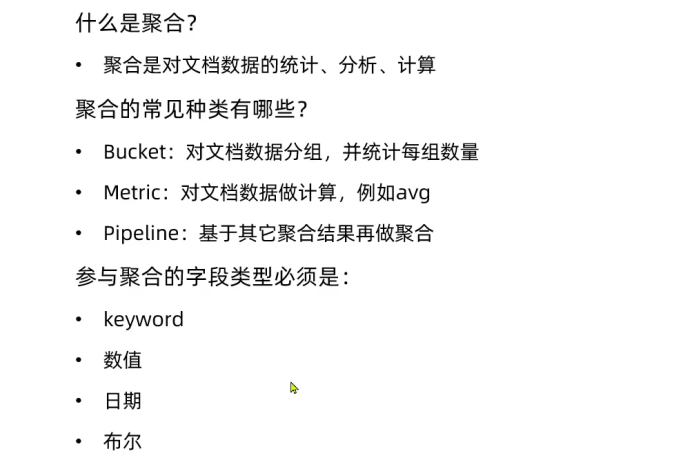 什么是聚合？
• 聚合是对文档数据的统计、分析、计算
聚合的常见种类有哪些？
• Bucket：对文档数据分组，并统计每组数量
• Metric：对文档数据做计算，例如avg
• Pipeline：基于其它聚合结果再做聚合
参与聚合的字段类型必须是：
• keyword
• 数值
• 日期
• 布尔